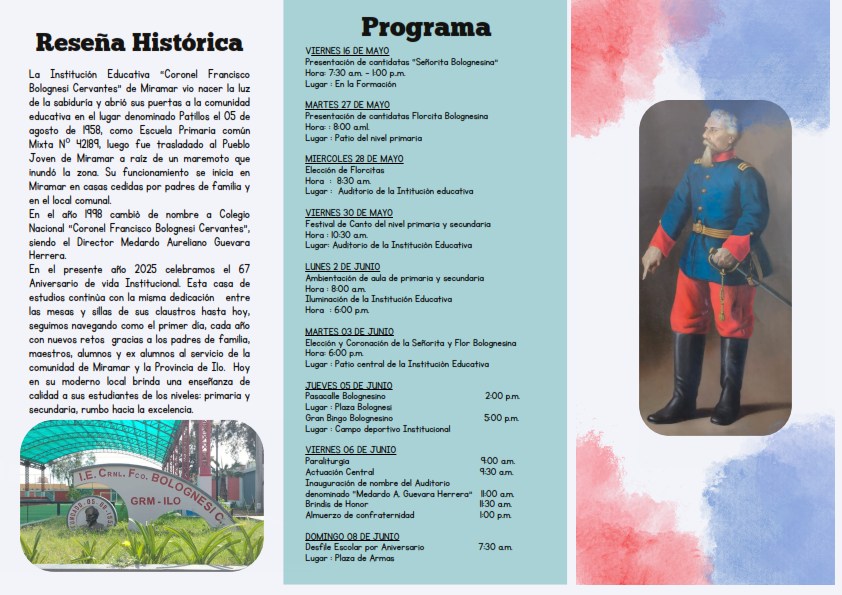 Reseña Histórica
La Institución Educativa "Coronel Francisco
Bolognesi Cervantes" de Miramar vio nacer la luz
de la sabiduría y abrió sus puertas a la comunidad
educativa en el lugar denominado Patillos el 05 de
agosto de 1958, como Escuela Primaria común
Mixta N° 42189, luego fue trasladado al Pueblo
Joven de Miramar a raíz de un maremoto que
inundó la zona. Su funcionamiento se inicia en
Miramar en casas cedidas por padres de familia y
en el local comunal.
En el año 1998 cambió de nombre a Colegio
Nacional "Coronel Francisco Bolognesi Cervantes",
siendo el Director Medardo Aureliano Guevara
Herrera.
En el presente año 2025 celebramos el 67
Aniversario de vida Institucional. Esta casa de
estudios continúa con la misma dedicación entre
las mesas y sillas de sus claustros hasta hoy,
seguimos navegando como el primer día, cada año
con nuevos retos gracias a los padres de familia,
maestros, alumnos y ex alumnos al servicio de la
comunidad de Miramar y la Provincia de Ilo. Hoy
en su moderno local brinda una enseñanza de
calidad a sus estudiantes de los niveles: primaria y
secundaria, rumbo hacia la excelencia.
I.E. CRNL. FCO. BOLOGNESI C.
GRM - ILO
Programa
VIERNES 16 DE MAYO
Presentación de cantidatas "Señorita Bolognesina"
Hora: 7:30 a.m. - 1:00 p.m.
Lugar : En la Formación
MARTES 27 DE MAYO
Presentación de cantidatas Florcita Bolognesina
Hora: : 8:00 a.ml.
Lugar : Patio del nivel primaria
MIERCOLES 28 DE MAYO
Elección de Florcitas
Hora : 8:30 a.m.
Lugar : Auditorio de la Intitución educativa
VIERNES 30 DE MAYO
Festival de Canto del nivel primaria y secundaria
Hora : 10:30 a.m.
Lugar: Auditorio de la Institución Educativa
LUNES 2 DE JUNIO
Ambientación de aula de primaria y secundaria
Hora : 8:00 a.m.
Iluminación de la Institución Educativa
Hora : 6:00 p.m.
MARTES 03 DE JUNIO
Elección y Coronación de la Señorita y Flor Bolognesina
Hora: 6:00 p.m.
Lugar : Patio central de la Institución Educativa
JUEVES 05 DE JUNIO
Pasacalle Bolognesino 2:00 p.m.
Lugar : Plaza Bolognesi
Gran Bingo Bolognesino 5:00 p.m.
Lugar : Campo deportivo Institucional
VIERNES 06 DE JUNIO
Paraliturgia 9:00 a.m.
Actuación Central 9:30 a.m.
Inauguración de nombre del Auditorio
denominado "Medardo A. Guevara Herrera" 11:00 a.m.
Brindis de Honor 11:30 a.m.
Almuerzo de confraternidad 1:00 p.m.
DOMINGO 08 DE JUNIO
Desfile Escolar por Aniversario 7:30 a.m.
Lugar : Plaza de Armas